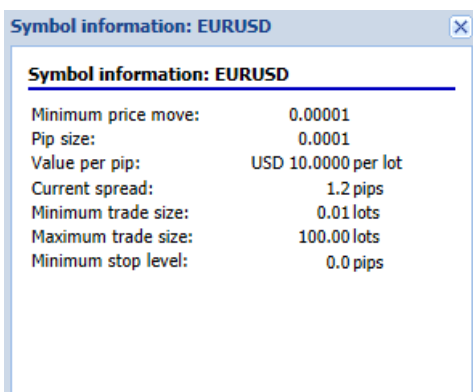 Symbol information: EURUSD
Symbol information: EURUSD
Minimum price move: 0.00001
Pip size: 0.0001
Value per pip: USD 10.0000 per lot
Current spread: 1.2 pips
Minimum trade size: 0.01 lots
Maximum trade size: 100.00 lots
Minimum stop level: 0.0 pips